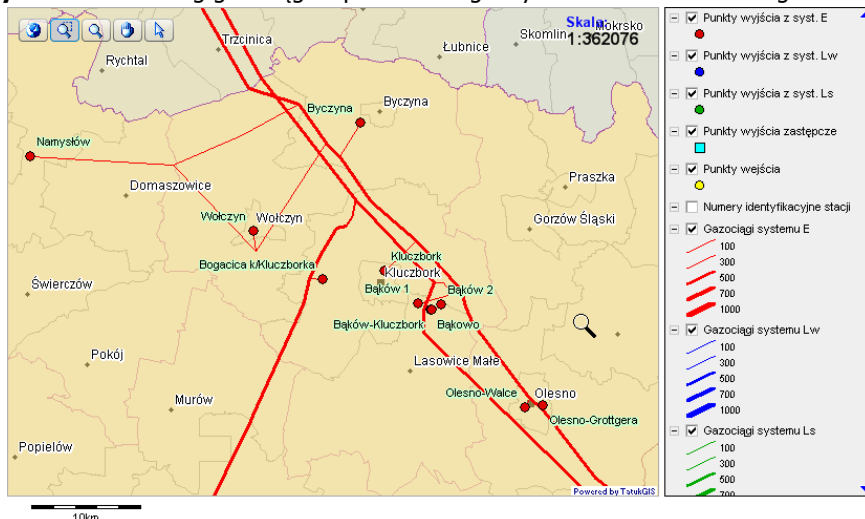 Skala:
1:362076
Mokrsko
Skomlin
Trzcinica
Łubnice
Rychtal
Byczyna
Byczyna
Namysłów
Praszka
Domaszowice
Wołczyn
Wołczyn
Gorzów Śląski
Kluczbork
Bogacica k/Kluczborka
Kluczbork
Świerczów
Bąków 1
Bąków 2
Bąków-Kluczbork
Bąkowo
Pokój
Lasowice Małe
Olesno-Walce
Olesno
Murów
Olesno-Grottgera
Popielów
Powered by TatukGIS
10km
Punkty wyjścia z syst. E
Punkty wyjścia z syst. Lw
Punkty wyjścia z syst. Ls
Punkty wyjścia zastępcze
Punkty wejścia
Numery identyfikacyjne stacji
Gazociągi systemu E
100
300
500
700
1000
Gazociągi systemu Lw
100
300
500
700
1000
Gazociągi systemu Ls
100
300
500
700